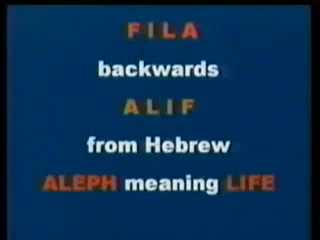 FILA
backwards
ALIF
from Hebrew
ALEPH meaning LIFE